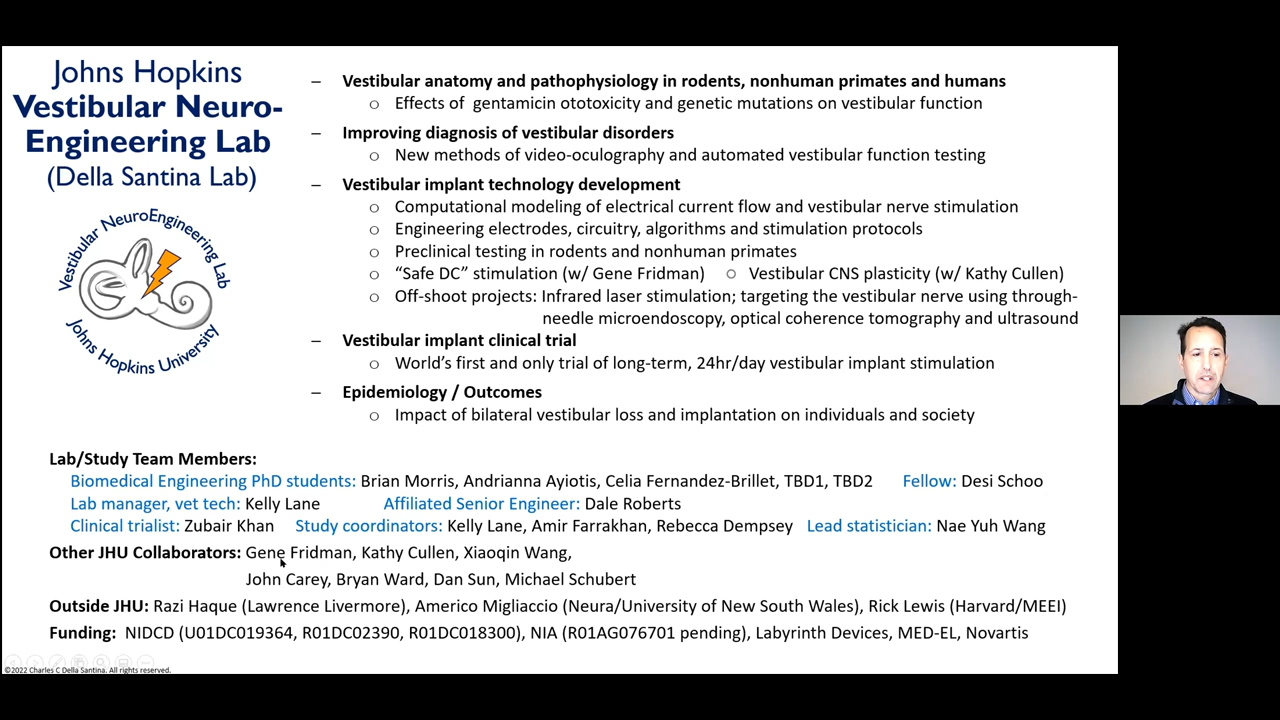 Johns Hopkins
Vestibular Neuro-
Engineering Lab
(Della Santina Lab)
Vestibular NeuroEngineering Lab
Johns Hopkins University
– Vestibular anatomy and pathophysiology in rodents, nonhuman primates and humans
o Effects of gentamicin ototoxicity and genetic mutations on vestibular function
– Improving diagnosis of vestibular disorders
o New methods of video-oculography and automated vestibular function testing
– Vestibular implant technology development
o Computational modeling of electrical current flow and vestibular nerve stimulation
o Engineering electrodes, circuitry, algorithms and stimulation protocols
o Preclinical testing in rodents and nonhuman primates
o “Safe DC” stimulation (w/ Gene Fridman) o Vestibular CNS plasticity (w/ Kathy Cullen)
o Off-shoot projects: Infrared laser stimulation; targeting the vestibular nerve using through-
needle microendoscopy, optical coherence tomography and ultrasound
– Vestibular implant clinical trial
o World’s first and only trial of long-term, 24hr/day vestibular implant stimulation
– Epidemiology / Outcomes
o Impact of bilateral vestibular loss and implantation on individuals and society
Lab/Study Team Members:
Biomedical Engineering PhD students: Brian Morris, Andrianna Ayiotis, Celia Fernandez-Brillet, TBD1, TBD2 Fellow: Desi Schoo
Lab manager, vet tech: Kelly Lane Affiliated Senior Engineer: Dale Roberts
Clinical trialist: Zubair Khan Study coordinators: Kelly Lane, Amir Farrakhan, Rebecca Dempsey Lead statistician: Nae Yuh Wang
Other JHU Collaborators: Gene Fridman, Kathy Cullen, Xiaoqin Wang,
John Carey, Bryan Ward, Dan Sun, Michael Schubert
Outside JHU: Razi Haque (Lawrence Livermore), Americo Migliaccio (Neura/University of New South Wales), Rick Lewis (Harvard/MEEI)
Funding: NIDCD (U01DC019364, R01DC02390, R01DC018300), NIA (R01AG076701 pending), Labyrinth Devices, MED-EL, Novartis
©2022 Charles C Della Santina. All rights reserved.